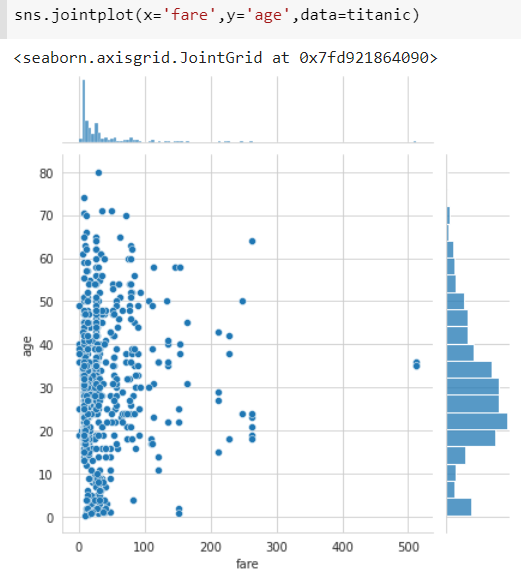 sns.jointplot(x='fare',y='age',data=titanic)
<seaborn.axisgrid.JointGrid at 0x7fd921864090>
80
70
60
50
40
30
20
10
0
age
0 100 200 300 400 500
fare